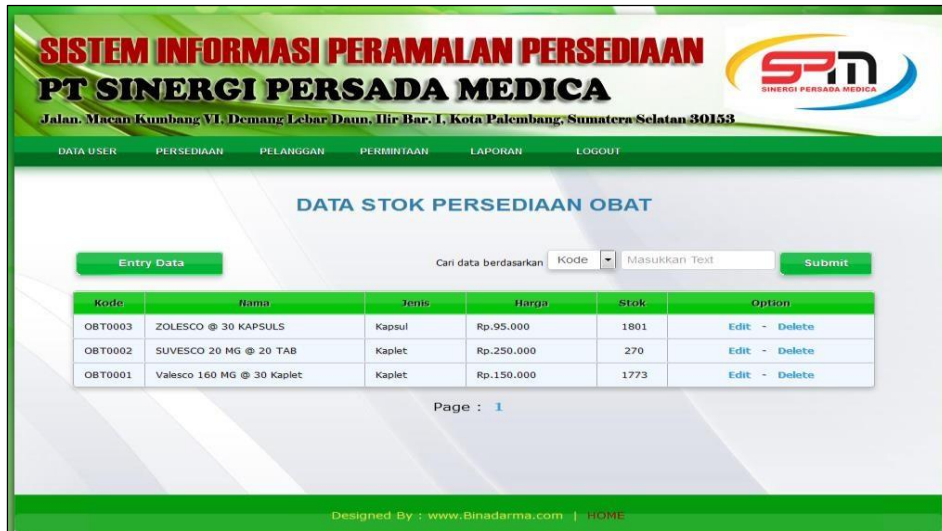 SISTEM INFORMASI PERAMALAN PERSEDIAAN
PT SINERGI PERSADA MEDICA
Jalan. Macan Kumbang VI, Demang Lebar Daun, Ilir Bar. I, Kota Palembang, Sumatera Selatan 30153
SPM
SINERGI PERSADA MEDICA
DATA USER PERSEDIAAN PELANGGAN PERMINTAAN LAPORAN LOGOUT
DATA STOK PERSEDIAAN OBAT
Entry Data Cari data berdasarkan Kode Masukkan Text Submit
Kode Nama Jenis Harga Stok Option
OBT0003 ZOLESCO @ 30 KAPSULS Kapsul Rp.95.000 1801 Edit - Delete
OBT0002 SUVESCO 20 MG @ 20 TAB Kaplet Rp.250.000 270 Edit - Delete
OBT0001 Valesco 160 MG @ 30 Kaplet Kaplet Rp.150.000 1773 Edit - Delete
Page : 1
Designed By : www.Binadarma.com | HOME